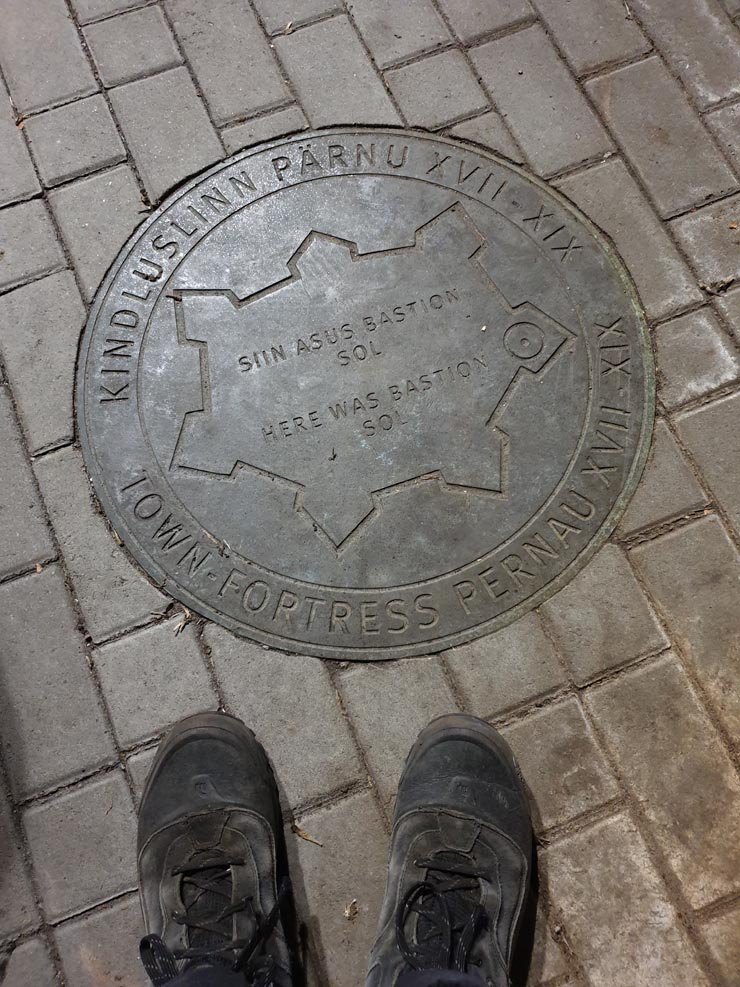 KINDLUSLINN PÄRNU XVII-XIX
SIIN ASUS BASTION
SOL
HERE WAS BASTION
SOL
TOWN-FORTRESS PERNAU XVII-XIX